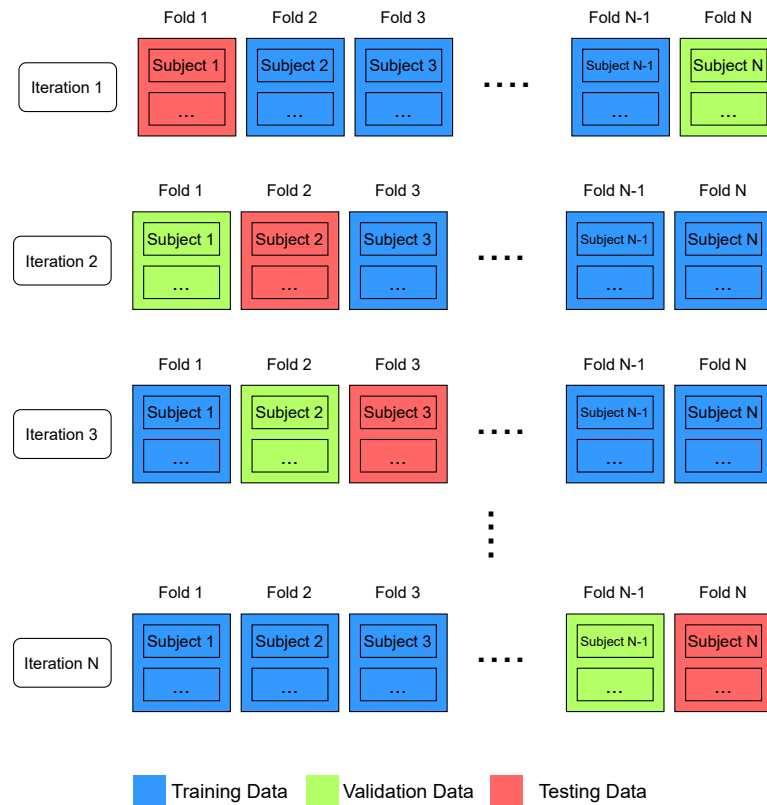 Fold 1 Fold 2 Fold 3 Fold N-1 Fold N
Iteration 1 Subject 1 Subject 2 Subject 3 .... Subject N-1 Subject N
... ... ... ... ...
Fold 1 Fold 2 Fold 3 Fold N-1 Fold N
Iteration 2 Subject 1 Subject 2 Subject 3 .... Subject N-1 Subject N
... ... ... ... ...
Fold 1 Fold 2 Fold 3 Fold N-1 Fold N
Iteration 3 Subject 1 Subject 2 Subject 3 .... Subject N-1 Subject N
... ... ... ... ...
....
Fold 1 Fold 2 Fold 3 Fold N-1 Fold N
Iteration N Subject 1 Subject 2 Subject 3 .... Subject N-1 Subject N
... ... ... ... ...
Training Data Validation Data Testing Data